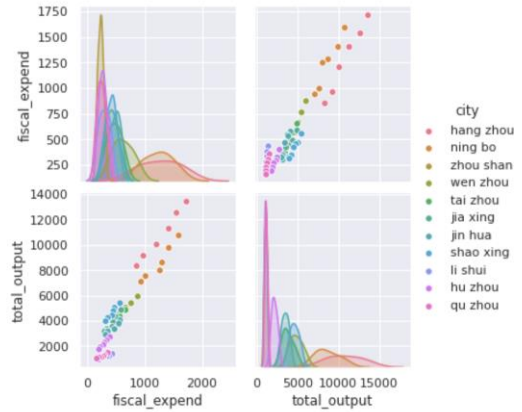 1750
1500
1250
1000
750
500
250
fiscal_expend
14000
12000
10000
8000
6000
4000
2000
total_output
0
1000
2000
fiscal_expend
0
5000
10000
15000
total_output
city
hang zhou
ning bo
zhou shan
wen zhou
tai zhou
jia xing
jin hua
shao xing
li shui
hu zhou
qu zhou